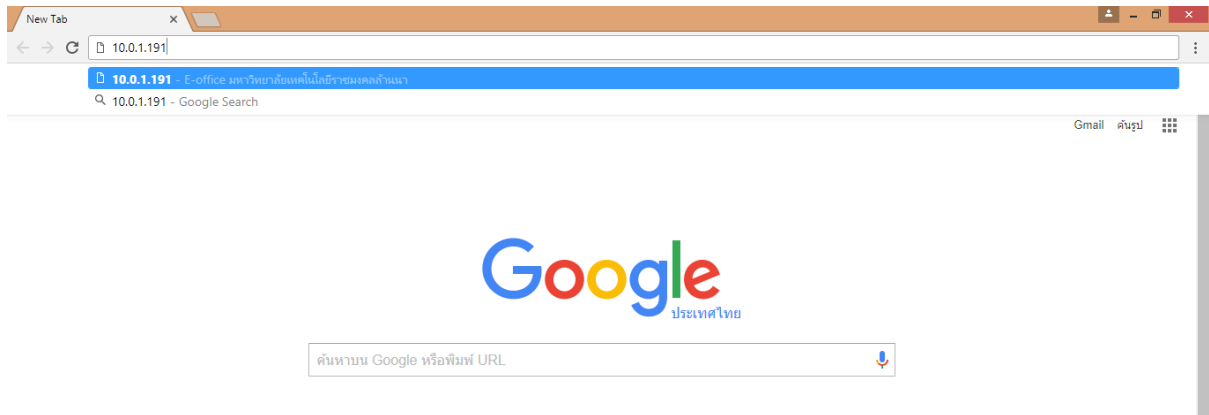 New Tab
10.0.1.191
10.0.1.191 - E-office มหาวิทยาลัยเทคโนโลยีราชมงคลล้านนา
10.0.1.191 - Google Search
Gmail ค้นรูป
Google
ประเทศไทย
ค้นหาบน Google หรือพิมพ์ URL